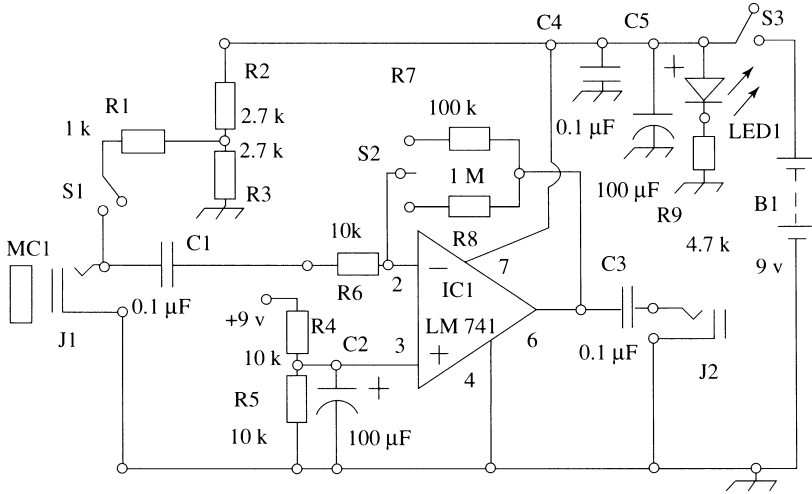 C4
C5
S3
R2
R7
R1
2.7 k
100 k
1 k
2.7 k
0.1 µF
LED1
S2
1 M
S1
R3
100 µF
B1
R9
MC1
C1
10k
R8
7
4.7 k
C3
9 v
2
IC1
0.1 µF
R6
+9 v
R4
LM 741
6
J1
C2
3
0.1 µF
J2
10 k
4
R5
10 k
100 µF